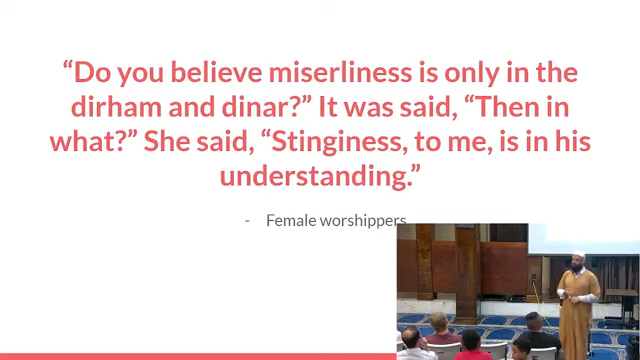 “Do you believe miserliness is only in the
dirham and dinar?” It was said, “Then in
what?” She said, “Stinginess, to me, is in his
understanding.”
- Female worshippers